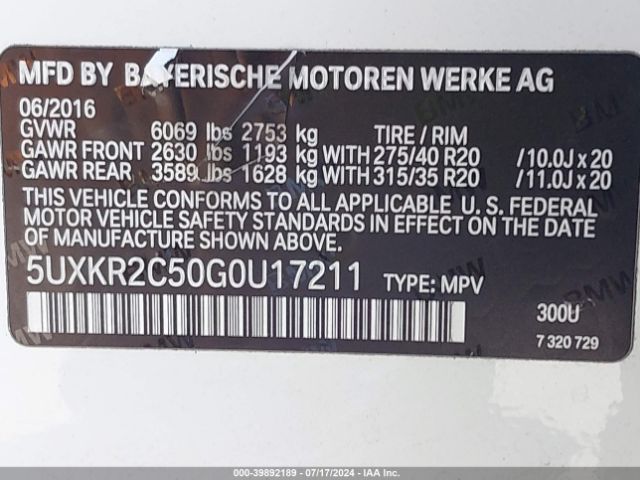 MFD BY BAYERISCHE MOTOREN WERKE AG
06/2016
GVWR 6069 lbs 2753 kg TIRE / RIM
GAWR FRONT 2630 lbs 1193 kg WITH 275/40 R20 /10.0J x 20
GAWR REAR 3589 lbs 1628 kg WITH 315/35 R20 /11.0J x 20
THIS VEHICLE CONFORMS TO ALL APPLICABLE U. S. FEDERAL
MOTOR VEHICLE SAFETY STANDARDS IN EFFECT ON THE DATE
OF MANUFACTURE SHOWN ABOVE.
5UXKR2C50G0U17211 TYPE: MPV
300U
7 320 729
000-39892189 - 07/17/2024 - IAA Inc.